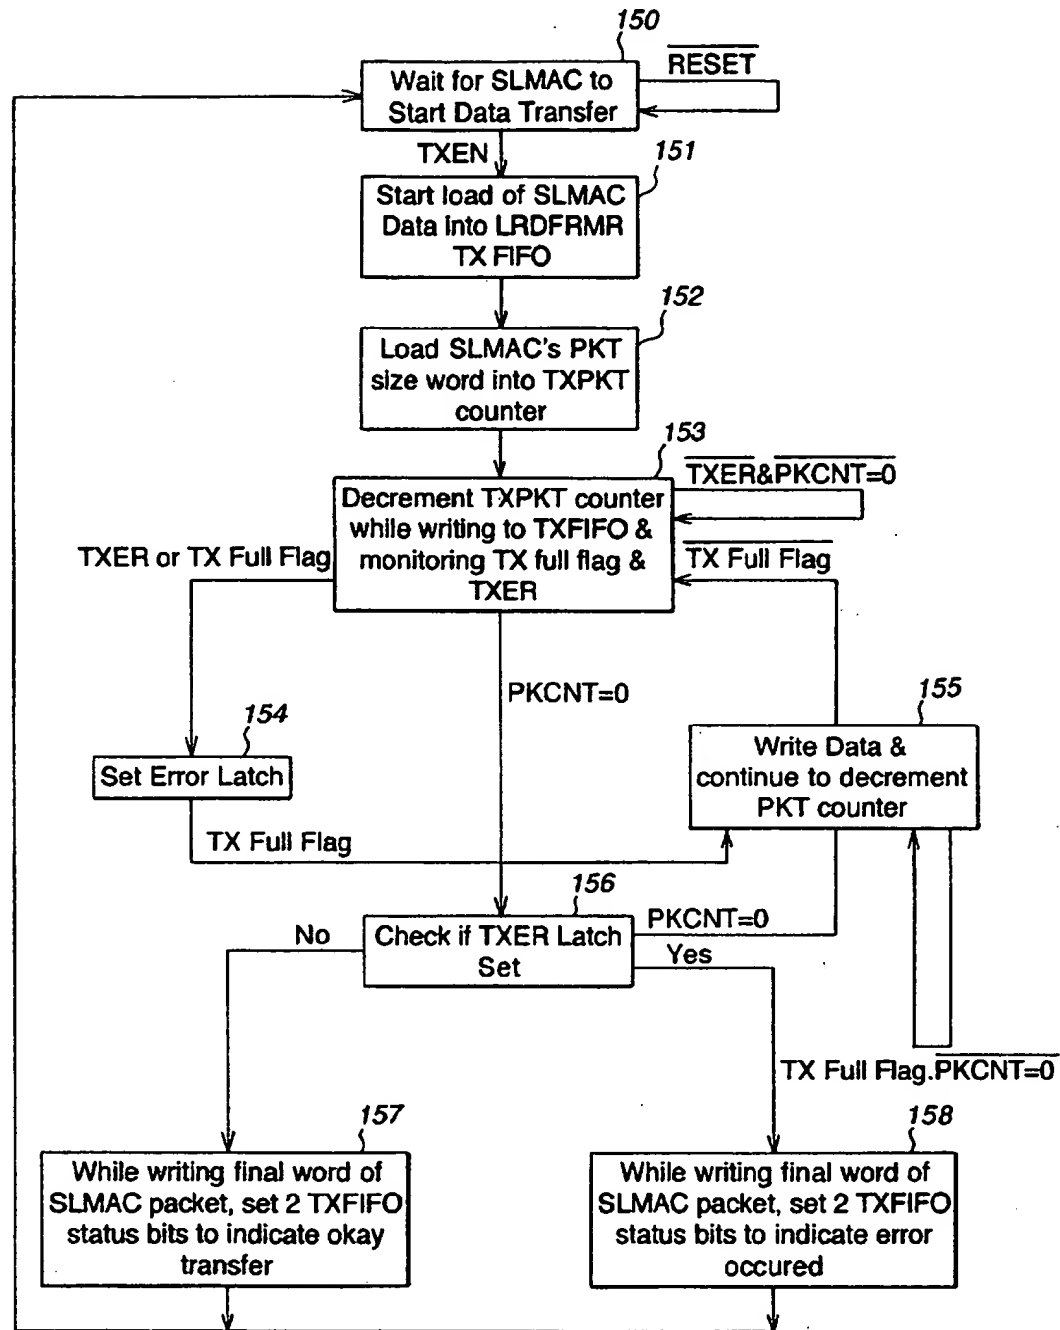 150
RESET
Wait for SLMAC to
Start Data Transfer
TXEN
151
Start load of SLMAC
Data into LRDFRMR
TX FIFO
152
Load SLMAC's PKT
size word into TXPKT
counter
153
TXER&PKCNT=0
Decrement TXPKT counter
while writing to TXFIFO &
monitoring TX full flag &
TXER
TXER or TX Full Flag
TX Full Flag
PKCNT=0
154
Set Error Latch
155
Write Data &
continue to decrement
PKT counter
TX Full Flag
156
Check if TXER Latch
Set
No
PKCNT=0
Yes
TX Full Flag.PKCNT=0
157
While writing final word of
SLMAC packet, set 2 TXFIFO
status bits to indicate okay
transfer
158
While writing final word of
SLMAC packet, set 2 TXFIFO
status bits to indicate error
occured